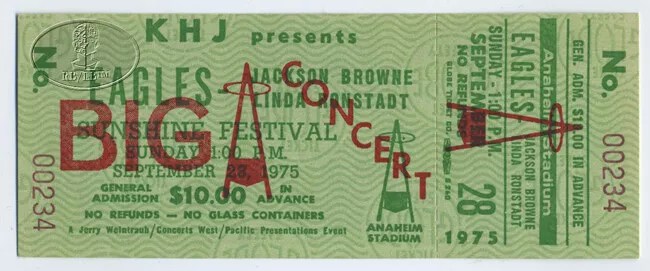 KHJ presents
No. 00234
EAGLES - JACKSON BROWNE
LINDA RONSTADT
BIG A CONCERT
SUNSHINE FESTIVAL
SUNDAY 1:00 P.M.
SEPTEMBER 28, 1975
GENERAL ADMISSION $10.00 IN ADVANCE
NO REFUNDS - NO GLASS CONTAINERS
A Jerry Weintraub/Concerts West/Pacific Presentations Event
ANAHEIM
STADIUM
SUNDAY - 1:00 P.M.
SEPTEMBER
28
1975
NO REFUNDS
GLOBE TICKET CO.
EAGLES
JACKSON BROWNE
LINDA RONSTADT
Anaheim Stadium
GEN. ADM. $10.00 IN ADVANCE
No. 00234